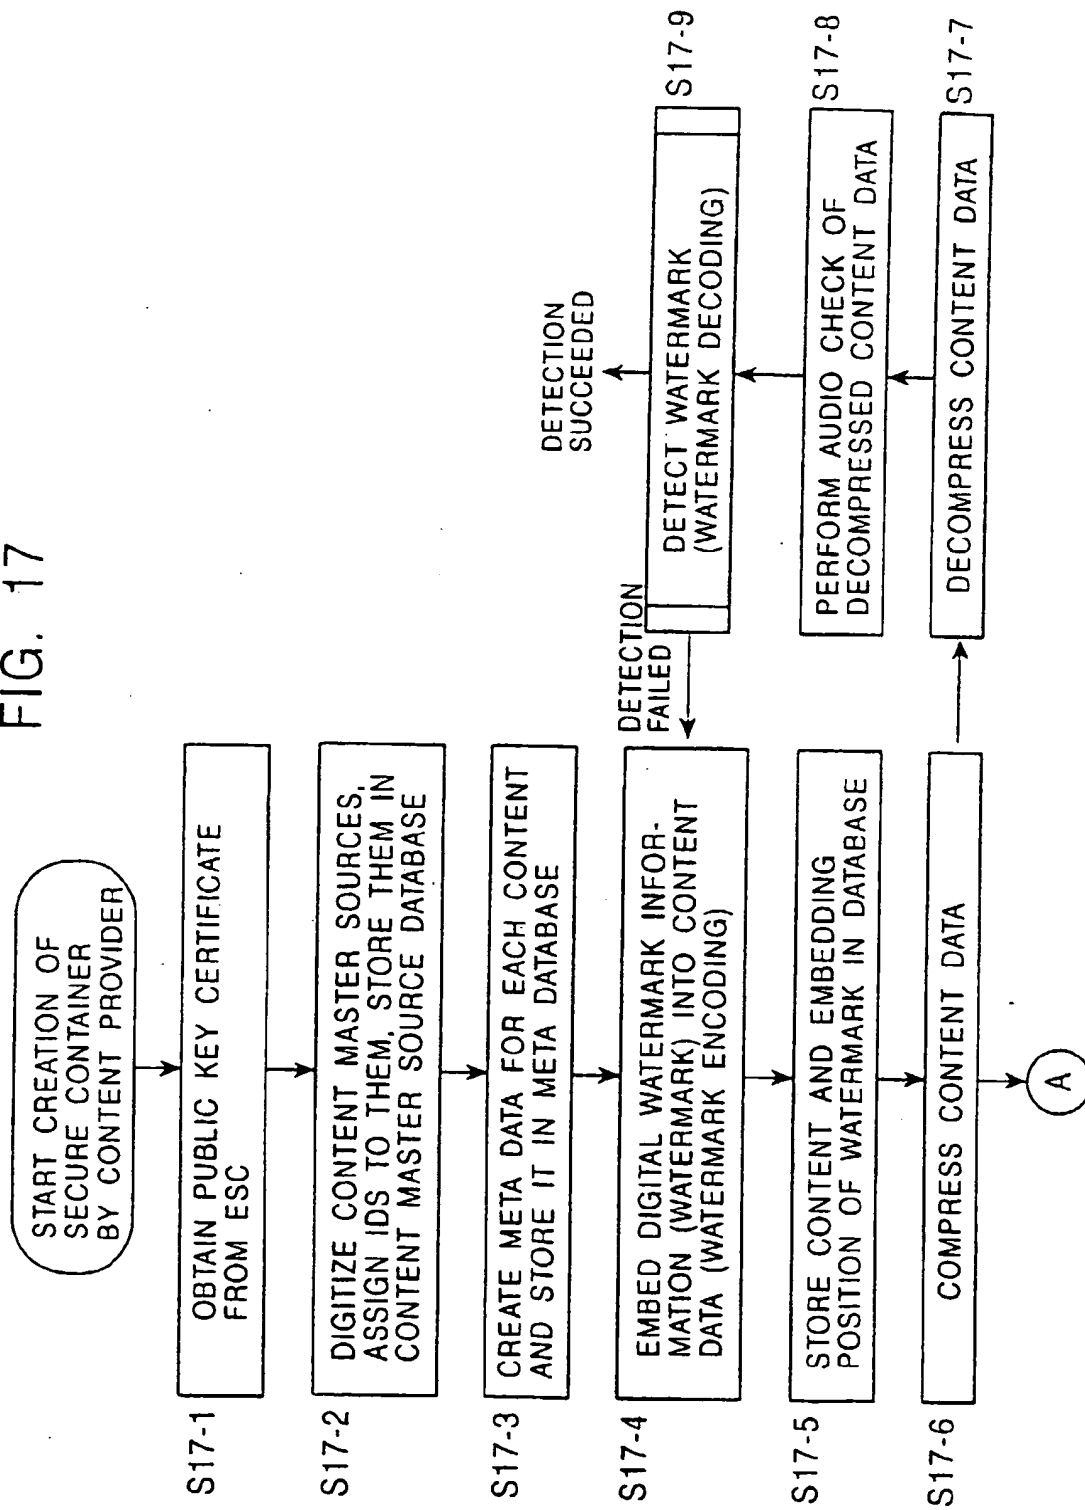 FIG. 17
START CREATION OF
SECURE CONTAINER
BY CONTENT PROVIDER
S17-1
OBTAIN PUBLIC KEY CERTIFICATE
FROM ESC
S17-2
DIGITIZE CONTENT MASTER SOURCES,
ASSIGN IDS TO THEM, STORE THEM IN
CONTENT MASTER SOURCE DATABASE
S17-3
CREATE META DATA FOR EACH CONTENT
AND STORE IT IN META DATABASE
S17-4
EMBED DIGITAL WATERMARK INFOR-
MATION (WATERMARK) INTO CONTENT
DATA (WATERMARK ENCODING)
S17-5
STORE CONTENT AND EMBEDDING
POSITION OF WATERMARK IN DATABASE
S17-6
COMPRESS CONTENT DATA
A
DECOMPRESS CONTENT DATA
S17-7
PERFORM AUDIO CHECK OF
DECOMPRESSED CONTENT DATA
S17-8
DETECT WATERMARK
(WATERMARK DECODING)
S17-9
DETECTION
FAILED
DETECTION
SUCCEEDED